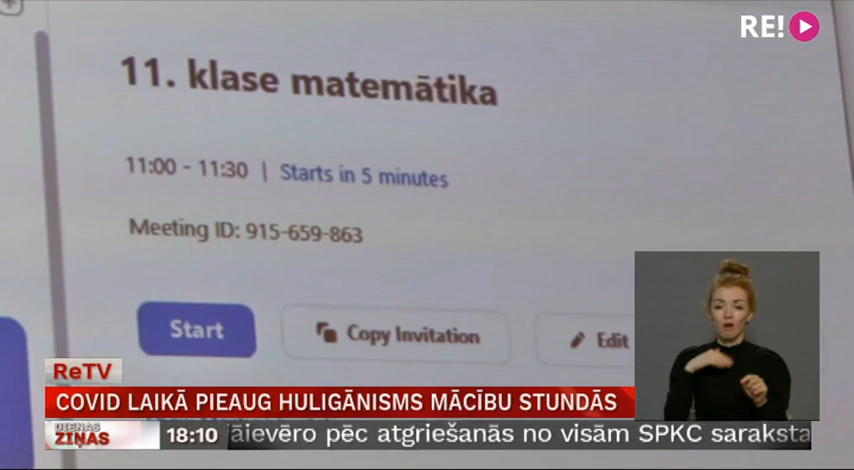 RE!
11. klase matemātika
11:00 - 11:30 | Starts in 5 minutes
Meeting ID: 915-659-863
Start
Copy Invitation
Edit
ReTV
COVID LAIKĀ PIEAUG HULIGĀNISMS MĀCĪBU STUNDĀS
DIENAS
ZIŅAS
18:10
āievēro pēc atgriešanās no visām SPKC saraksta